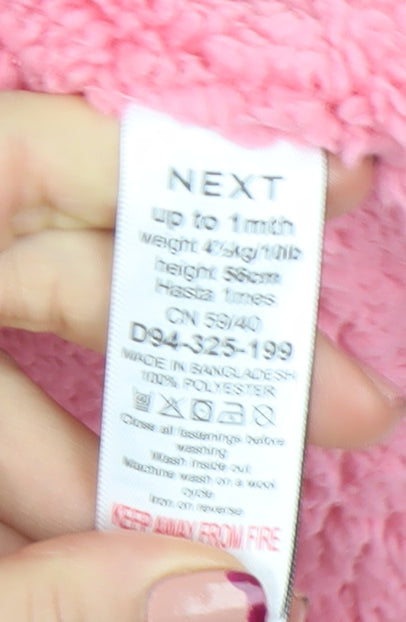 NEXT
up to 1mth
weight 4½kg/10lb
height 56cm
Hasta 1mes
CN 59/40
D94-325-199
MADE IN BANGLADESH
100% POLYESTER
Close all fastenings before
washing
Wash inside out
Machine wash on a wool
cycle
Iron on reverse
KEEP AWAY FROM FIRE